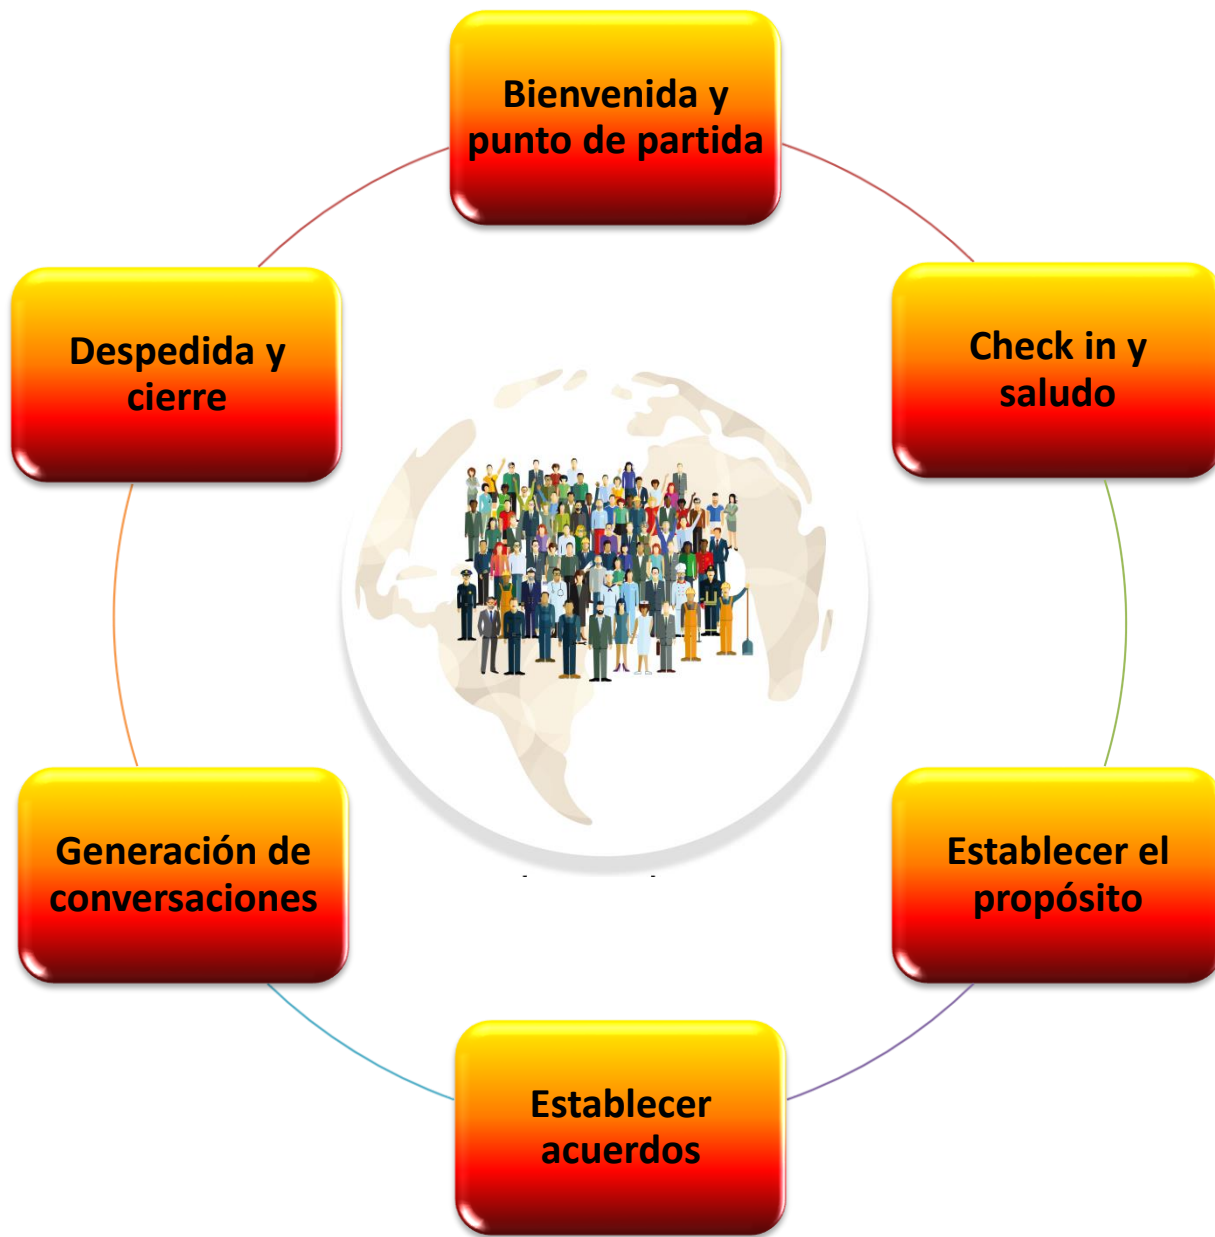 Bienvenida y
punto de partida
Check in y
saludo
Establecer el
propósito
Establecer
acuerdos
Generación de
conversaciones
Despedida y
cierre